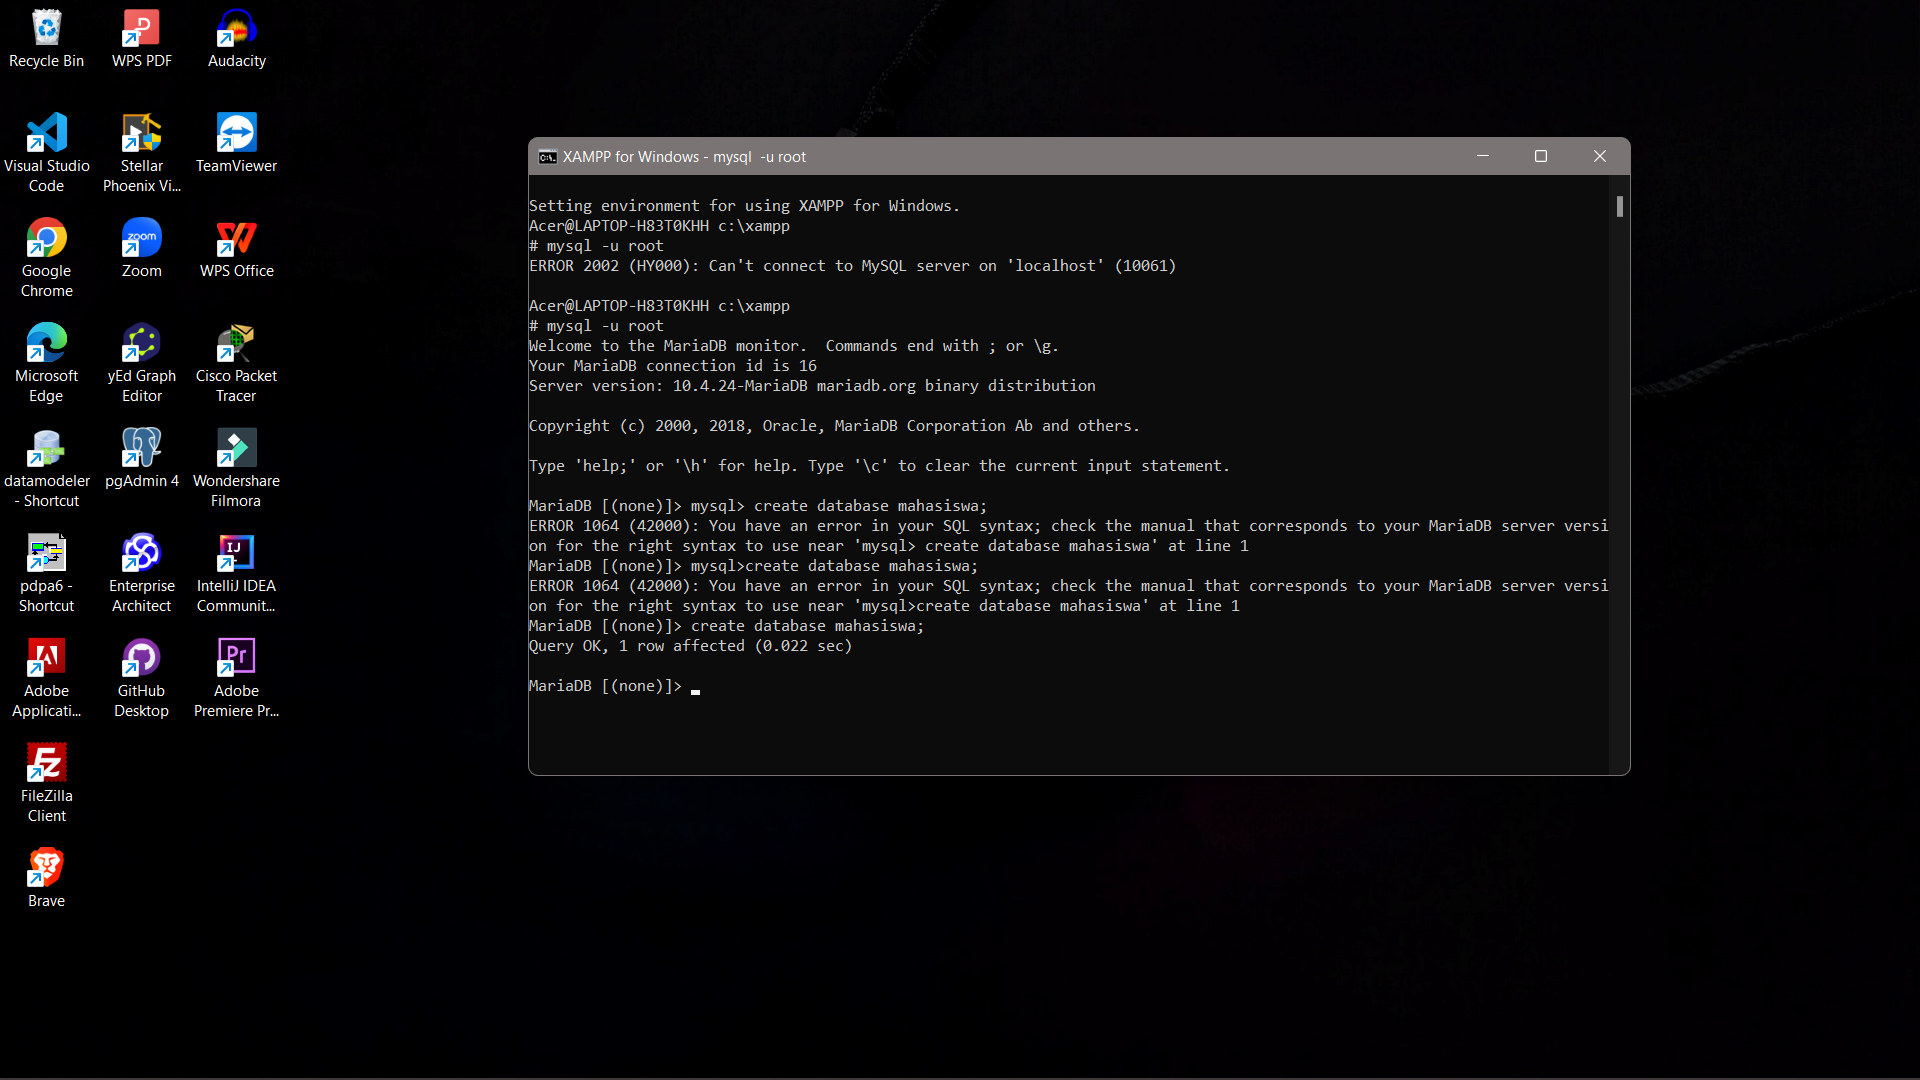 Recycle Bin
WPS PDF
Audacity
Visual Studio
Code
Stellar
Phoenix Vi...
TeamViewer
Google
Chrome
Zoom
WPS Office
Microsoft
Edge
yEd Graph
Editor
Cisco Packet
Tracer
datamodeler
- Shortcut
pgAdmin 4
Wondershare
Filmora
pdpa6 -
Shortcut
Enterprise
Architect
IntelliJ IDEA
Communit...
Adobe
Applicati...
GitHub
Desktop
Adobe
Premiere Pr...
FileZilla
Client
Brave
XAMPP for Windows - mysql  -u root
Setting environment for using XAMPP for Windows.
Acer@LAPTOP-H83T0KHH c:\xampp
# mysql -u root
ERROR 2002 (HY000): Can't connect to MySQL server on 'localhost' (10061)
Acer@LAPTOP-H83T0KHH c:\xampp
# mysql -u root
Welcome to the MariaDB monitor.  Commands end with ; or \g.
Your MariaDB connection id is 16
Server version: 10.4.24-MariaDB mariadb.org binary distribution
Copyright (c) 2000, 2018, Oracle, MariaDB Corporation Ab and others.
Type 'help;' or '\h' for help. Type '\c' to clear the current input statement.
MariaDB [(none)]> mysql> create database mahasiswa;
ERROR 1064 (42000): You have an error in your SQL syntax; check the manual that corresponds to your MariaDB server versi
on for the right syntax to use near 'mysql> create database mahasiswa' at line 1
MariaDB [(none)]> mysql>create database mahasiswa;
ERROR 1064 (42000): You have an error in your SQL syntax; check the manual that corresponds to your MariaDB server versi
on for the right syntax to use near 'mysql>create database mahasiswa' at line 1
MariaDB [(none)]> create database mahasiswa;
Query OK, 1 row affected (0.022 sec)
MariaDB [(none)]>